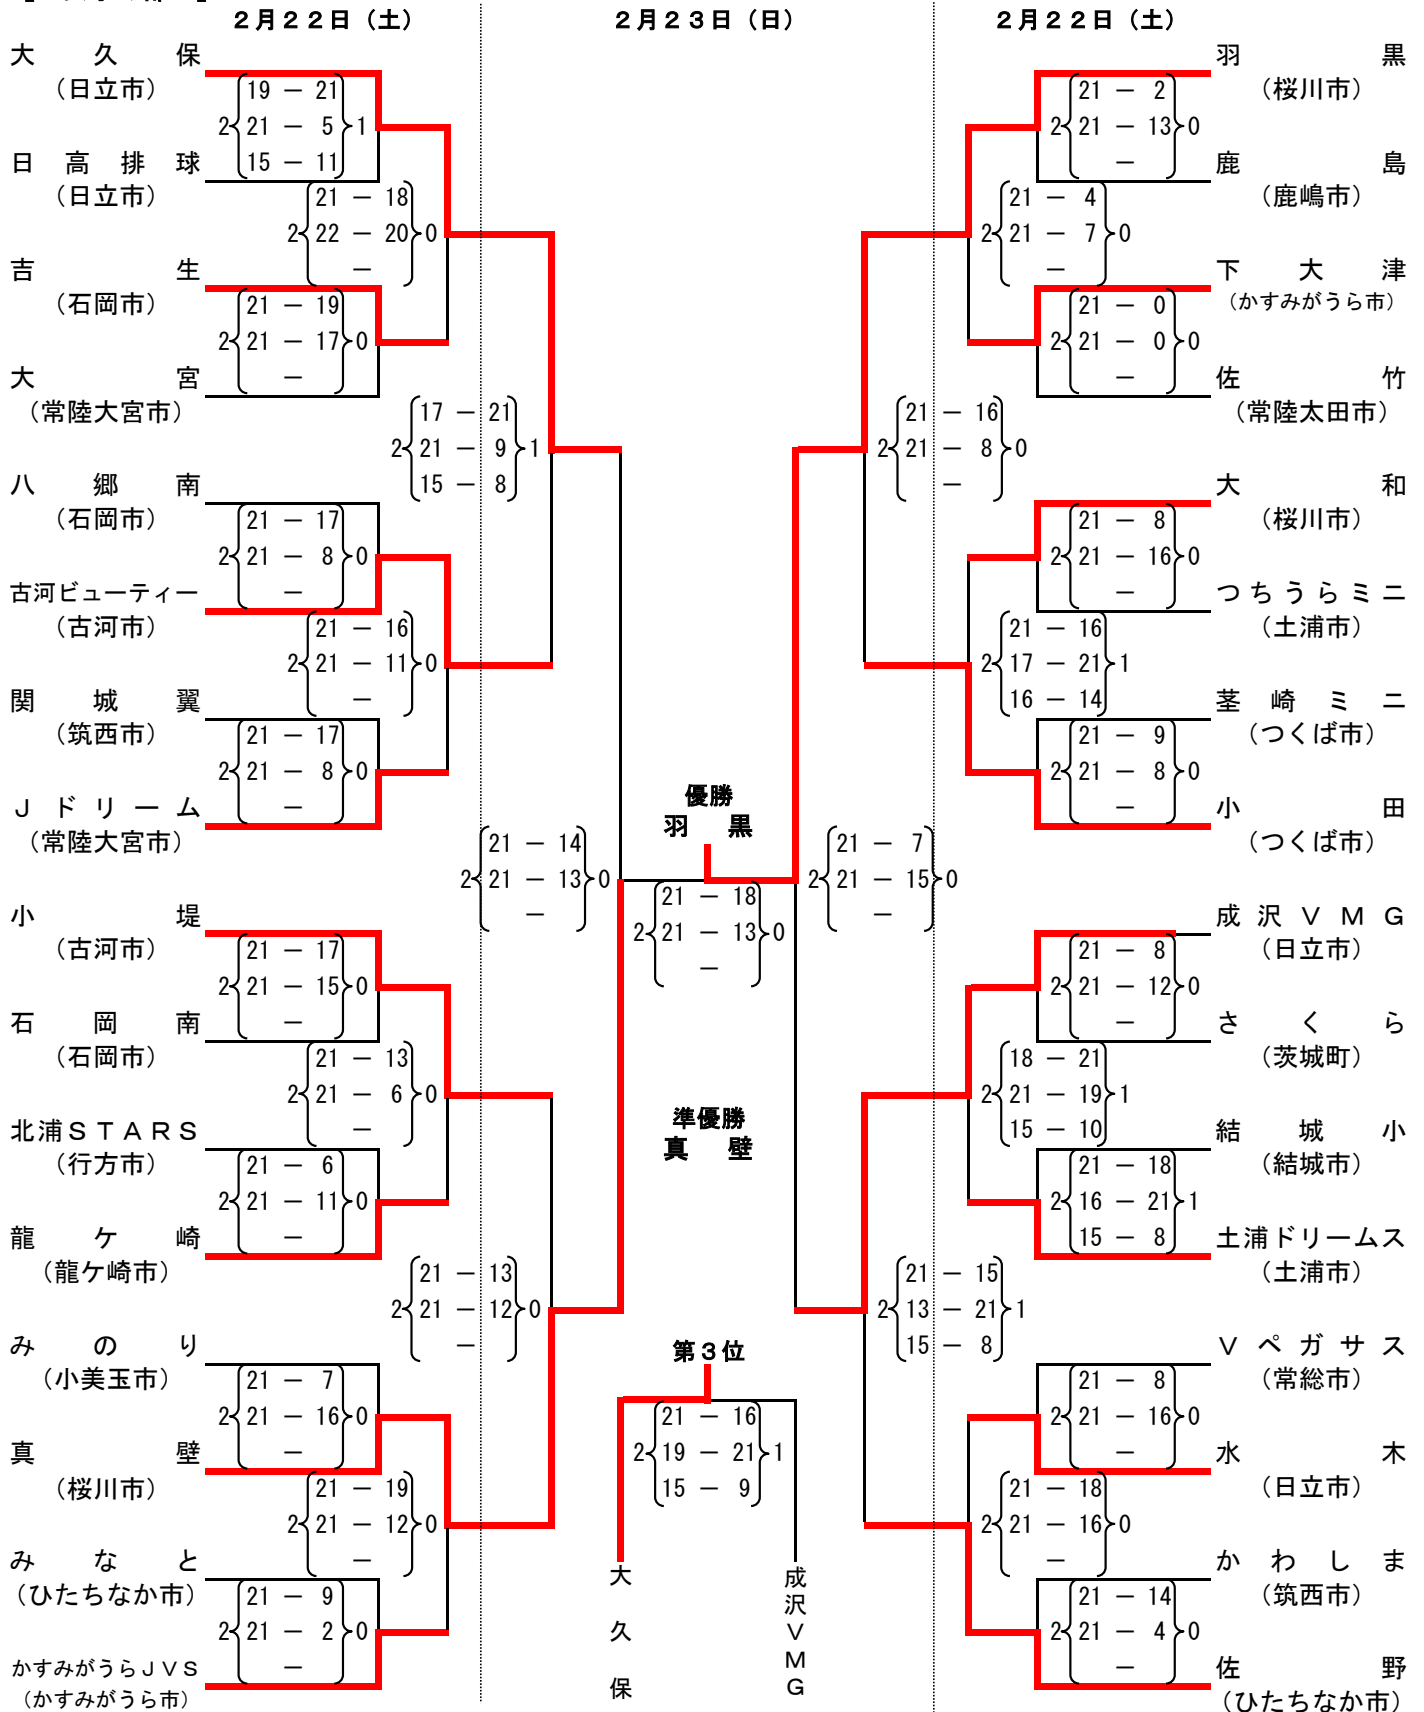 2月22日（土）
2月23日（日）
2月22日（土）
大久保
（日立市）
19 － 21
2 21 － 5 1
15 － 11
日高排球
（日立市）
21 － 18
2 22 － 20 0
－
吉生
（石岡市）
21 － 19
2 21 － 17 0
－
大宮
（常陸大宮市）
17 － 21
2 21 － 9 1
15 － 8
八郷南
（石岡市）
21 － 17
2 21 － 8 0
－
古河ビューティー
（古河市）
21 － 16
2 21 － 11 0
－
関城翼
（筑西市）
21 － 17
2 21 － 8 0
－
Ｊドリーム
（常陸大宮市）
21 － 14
2 21 － 13 0
－
小堤
（古河市）
21 － 17
2 21 － 15 0
－
石岡南
（石岡市）
21 － 13
2 21 － 6 0
－
北浦ＳＴＡＲＳ
（行方市）
21 － 6
2 21 － 11 0
－
龍ケ崎
（龍ケ崎市）
21 － 13
2 21 － 12 0
－
みのり
（小美玉市）
21 － 7
2 21 － 16 0
－
真壁
（桜川市）
21 － 19
2 21 － 12 0
－
みなと
（ひたちなか市）
21 － 9
2 21 － 2 0
－
かすみがうらＪＶＳ
（かすみがうら市）
優勝
羽黒
21 － 18
2 21 － 13 0
－
準優勝
真壁
第３位
21 － 16
2 19 － 21 1
15 － 9
大久保
成沢ＶＭＧ
羽黒
（桜川市）
21 － 2
2 21 － 13 0
－
鹿島
（鹿嶋市）
21 － 4
2 21 － 7 0
－
下大津
（かすみがうら市）
21 － 0
2 21 － 0 0
－
佐竹
（常陸太田市）
21 － 16
2 21 － 8 0
－
大和
（桜川市）
21 － 8
2 21 － 16 0
－
つちうらミニ
（土浦市）
21 － 16
2 17 － 21 1
16 － 14
茎崎ミニ
（つくば市）
21 － 9
2 21 － 8 0
－
小田
（つくば市）
21 － 7
2 21 － 15 0
－
成沢ＶＭＧ
（日立市）
21 － 8
2 21 － 12 0
－
さくら
（茨城町）
18 － 21
2 21 － 19 1
15 － 10
結城小
（結城市）
21 － 18
2 16 － 21 1
15 － 8
土浦ドリームス
（土浦市）
21 － 15
2 13 － 21 1
15 － 8
Ｖペガサス
（常総市）
21 － 8
2 21 － 16 0
－
水木
（日立市）
21 － 18
2 21 － 16 0
－
かわしま
（筑西市）
21 － 14
2 21 － 4 0
－
佐野
（ひたちなか市）